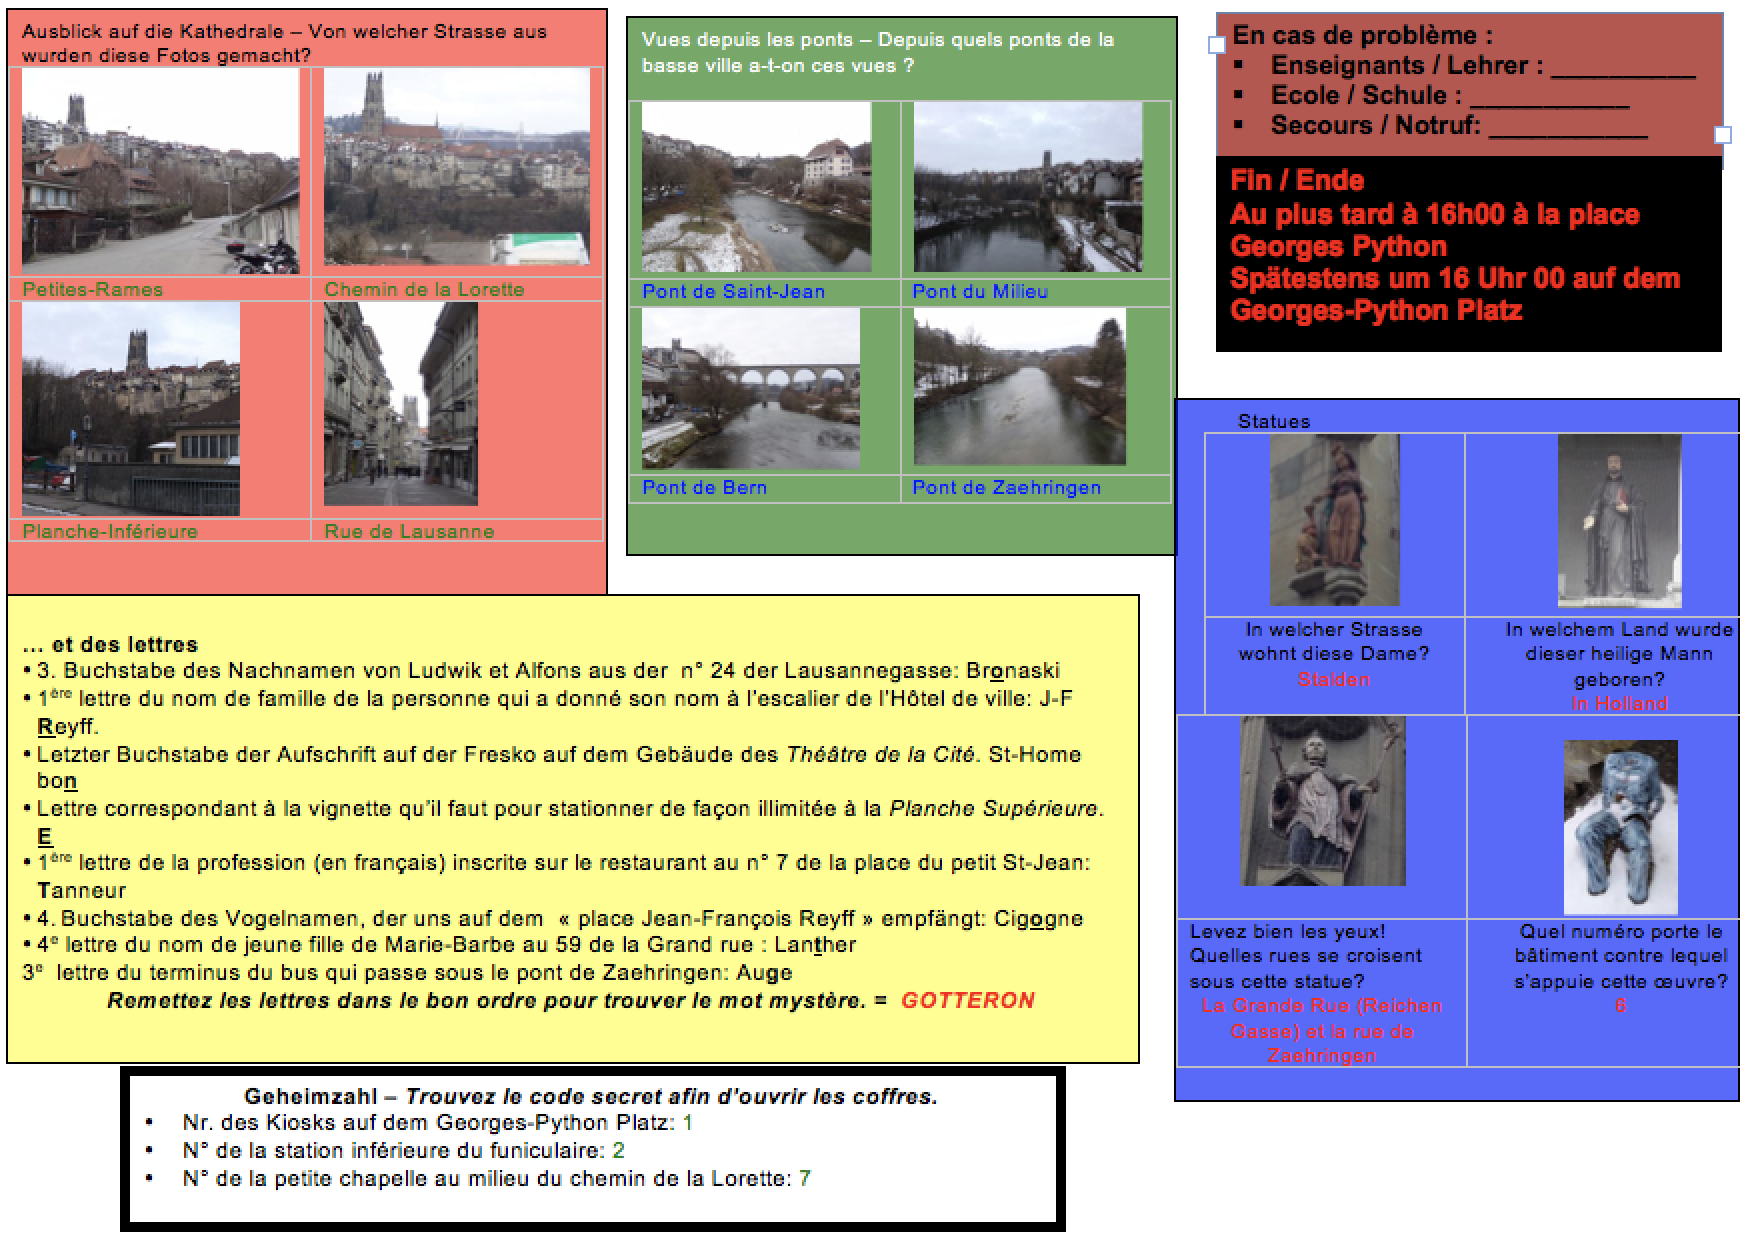 Ausblick auf die Kathedrale – Von welcher Strasse aus
wurden diese Fotos gemacht?
Petites-Rames
Chemin de la Lorette
Planche-Inférieure
Rue de Lausanne
Vues depuis les ponts – Depuis quels ponts de la
basse ville a-t-on ces vues ?
Pont de Saint-Jean
Pont du Milieu
Pont de Bern
Pont de Zaehringen
En cas de problème :
▪ Enseignants / Lehrer : __________
▪ Ecole / Schule : ___________
▪ Secours / Notruf: ___________
Fin / Ende
Au plus tard à 16h00 à la place
Georges Python
Spätestens um 16 Uhr 00 auf dem
Georges-Python Platz
Statues
In welcher Strasse
wohnt diese Dame?
Stalden
In welchem Land wurde
dieser heilige Mann
geboren?
In Holland
Levez bien les yeux!
Quelles rues se croisent
sous cette statue?
La Grande Rue (Reichen
Gasse) et la rue de
Zaehringen
Quel numéro porte le
bâtiment contre lequel
s'appuie cette œuvre?
6
... et des lettres
• 3. Buchstabe des Nachnamen von Ludwik et Alfons aus der n° 24 der Lausannegasse: Bronaski
• 1ère lettre du nom de famille de la personne qui a donné son nom à l'escalier de l'Hôtel de ville: J-F
Reyff.
• Letzter Buchstabe der Aufschrift auf der Fresko auf dem Gebäude des Théâtre de la Cité. St-Home
bon
• Lettre correspondant à la vignette qu'il faut pour stationner de façon illimitée à la Planche Supérieure.
E
• 1ère lettre de la profession (en français) inscrite sur le restaurant au n° 7 de la place du petit St-Jean:
Tanneur
• 4. Buchstabe des Vogelnamen, der uns auf dem « place Jean-François Reyff » empfängt: Cigogne
• 4e lettre du nom de jeune fille de Marie-Barbe au 59 de la Grand rue : Lanther
3e lettre du terminus du bus qui passe sous le pont de Zaehringen: Auge
Remettez les lettres dans le bon ordre pour trouver le mot mystère. = GOTTERON
Geheimzahl – Trouvez le code secret afin d'ouvrir les coffres.
• Nr. des Kiosks auf dem Georges-Python Platz: 1
• N° de la station inférieure du funiculaire: 2
• N° de la petite chapelle au milieu du chemin de la Lorette: 7